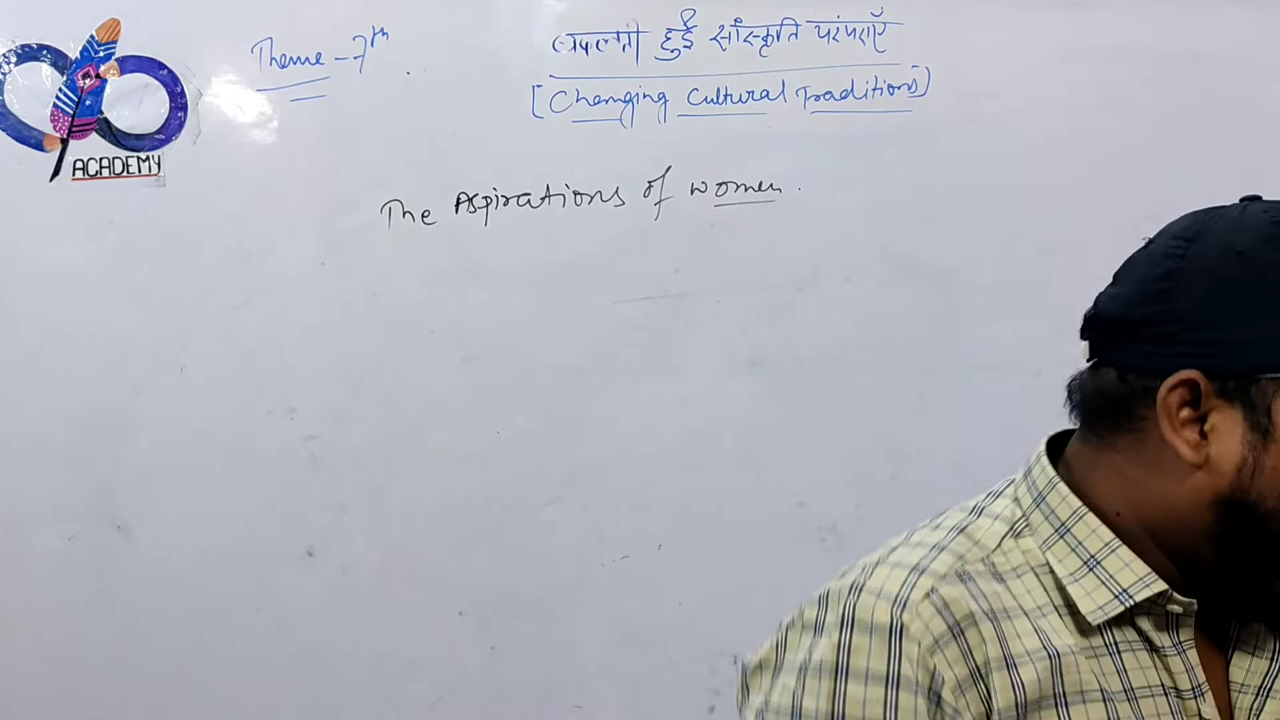 ACADEMY
Theme - 7th
बदलती हुई साँस्कृति परंपराएँ
[Changing Cultural Traditions]
The Aspirations of women.